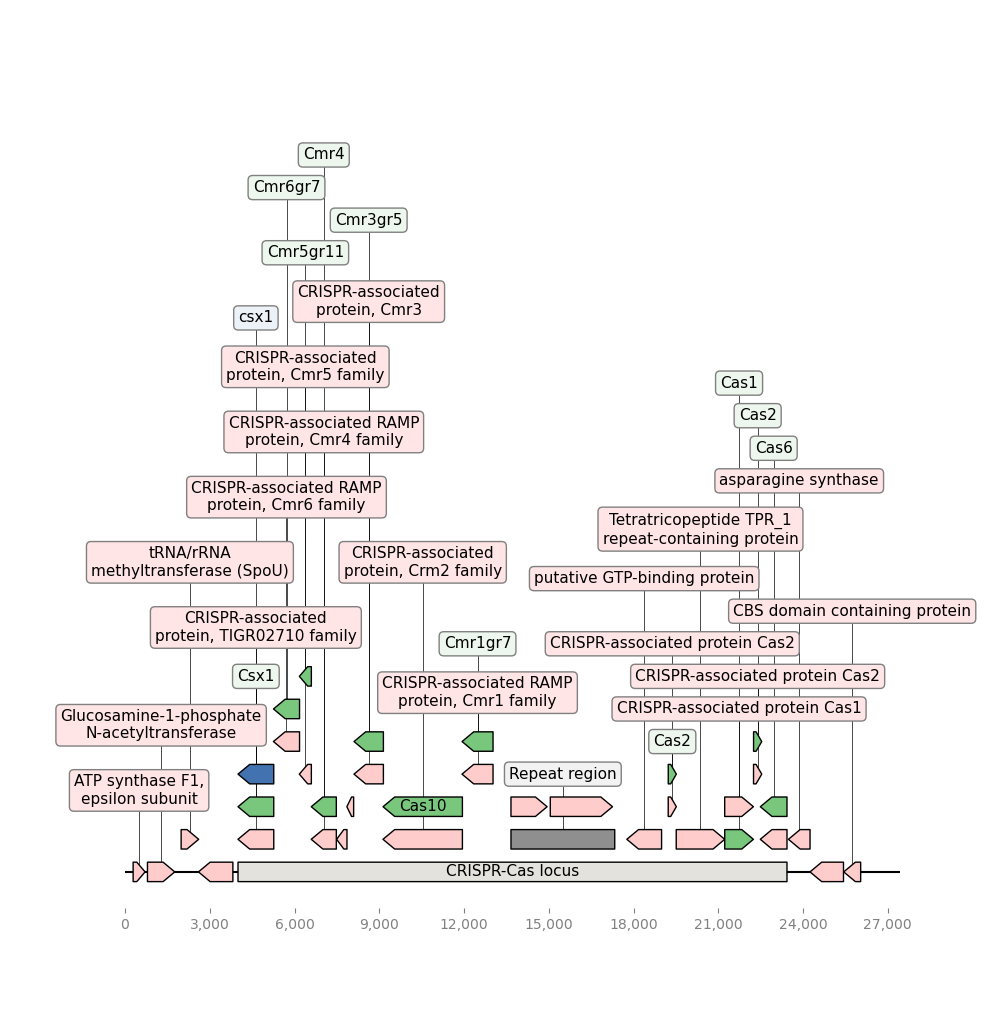 Cmr4
Cmr6gr7
Cmr3gr5
Cmr5gr11
CRISPR-associated
protein, Cmr3
csx1
CRISPR-associated
protein, Cmr5 family
Cas1
Cas2
CRISPR-associated RAMP
protein, Cmr4 family
Cas6
asparagine synthase
CRISPR-associated RAMP
protein, Cmr6 family
Tetratricopeptide TPR_1
repeat-containing protein
tRNA/rRNA
methyltransferase (SpoU)
CRISPR-associated
protein, Crm2 family
putative GTP-binding protein
CBS domain containing protein
CRISPR-associated
protein, TIGR02710 family
Cmr1gr7
CRISPR-associated protein Cas2
Csx1
CRISPR-associated protein Cas2
CRISPR-associated RAMP
protein, Cmr1 family
CRISPR-associated protein Cas1
Glucosamine-1-phosphate
N-acetyltransferase
Cas2
Repeat region
ATP synthase F1,
epsilon subunit
Cas10
CRISPR-Cas locus
0 3,000 6,000 9,000 12,000 15,000 18,000 21,000 24,000 27,000